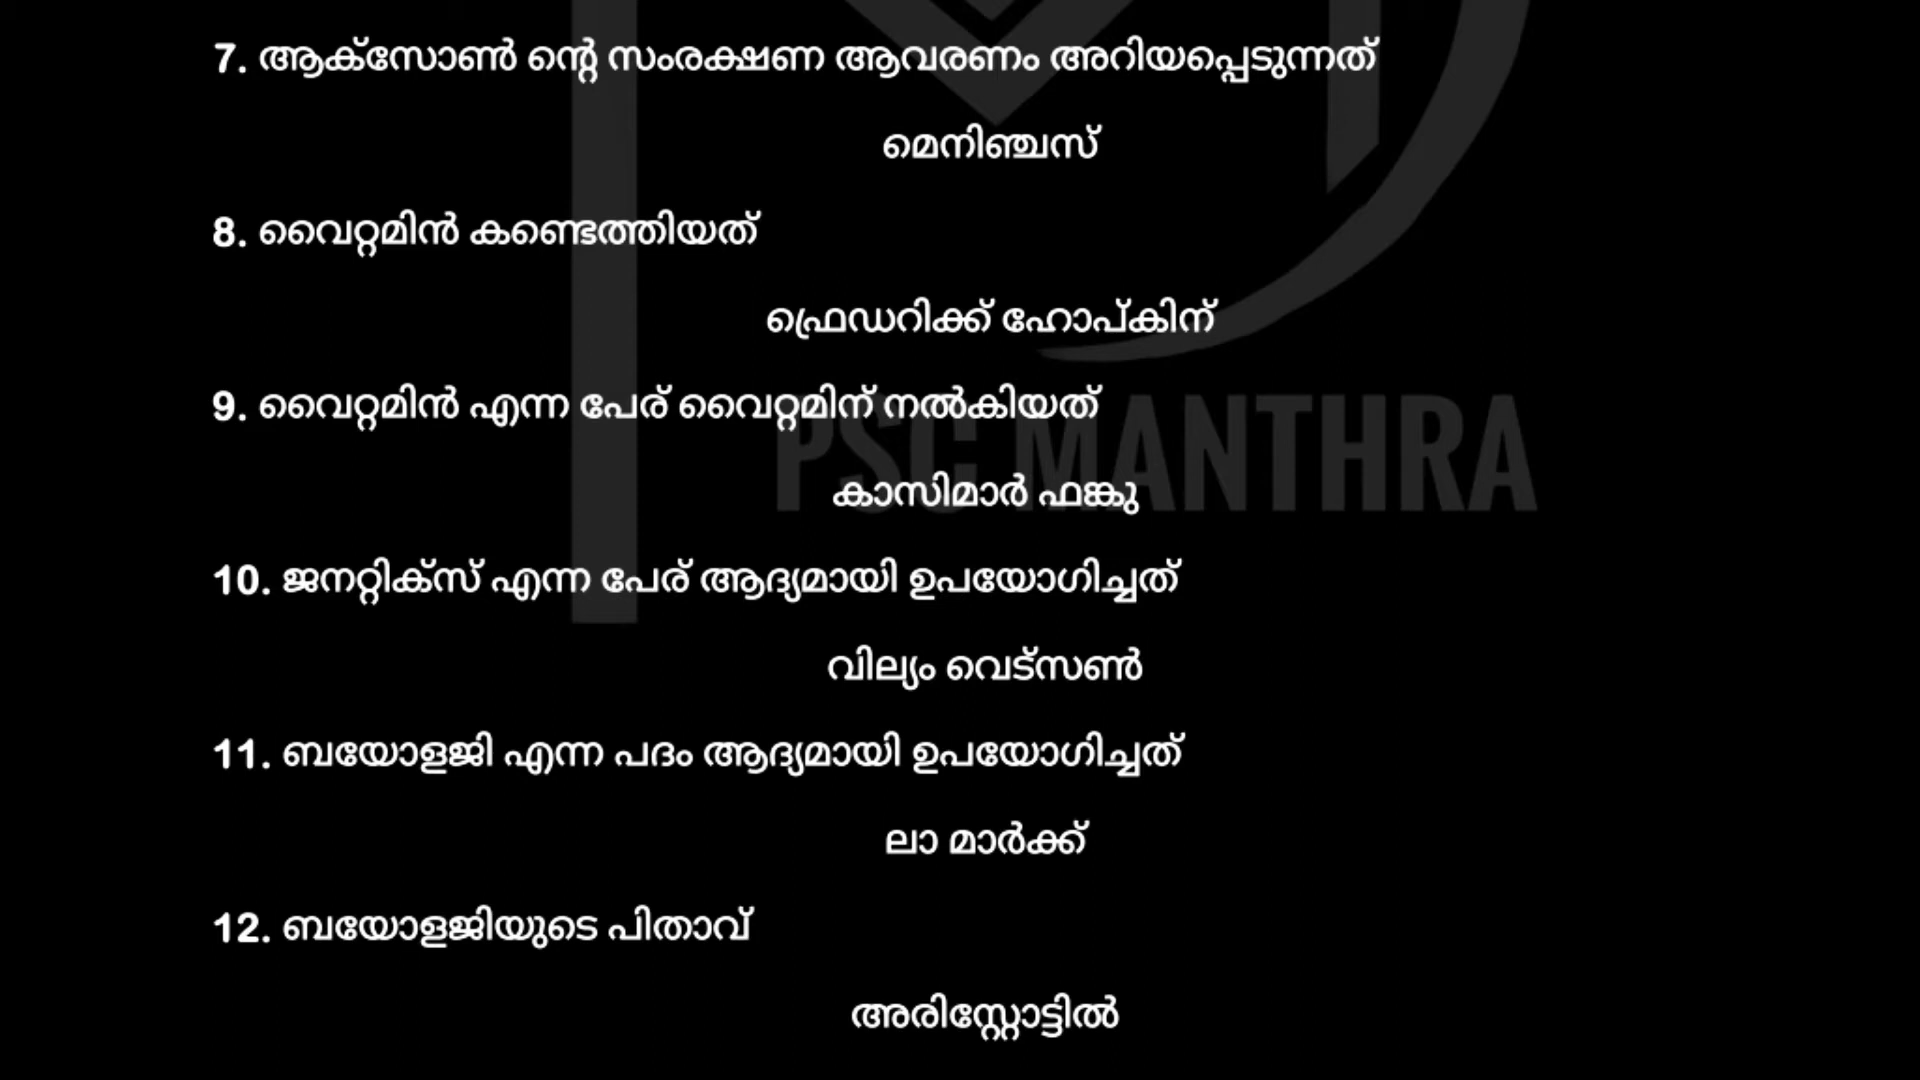 7. ആക്സോൺ ന്റെ സംരക്ഷണ ആവരണം അറിയപ്പെടുന്നത്
മെനിഞ്ചസ്
8. വൈറ്റമിൻ കണ്ടെത്തിയത്
ഫ്രെഡറിക്ക് ഹോപ്കിന്
9. വൈറ്റമിൻ എന്ന പേര് വൈറ്റമിന് നൽകിയത്
PSC MANTHRA
കാസിമാർ ഫങ്കു
10. ജനറ്റിക്സ് എന്ന പേര് ആദ്യമായി ഉപയോഗിച്ചത്
വില്യം വെട്സൺ
11. ബയോളജി എന്ന പദം ആദ്യമായി ഉപയോഗിച്ചത്
ലാ മാർക്ക്
12. ബയോളജിയുടെ പിതാവ്
അരിസ്റ്റോട്ടിൽ